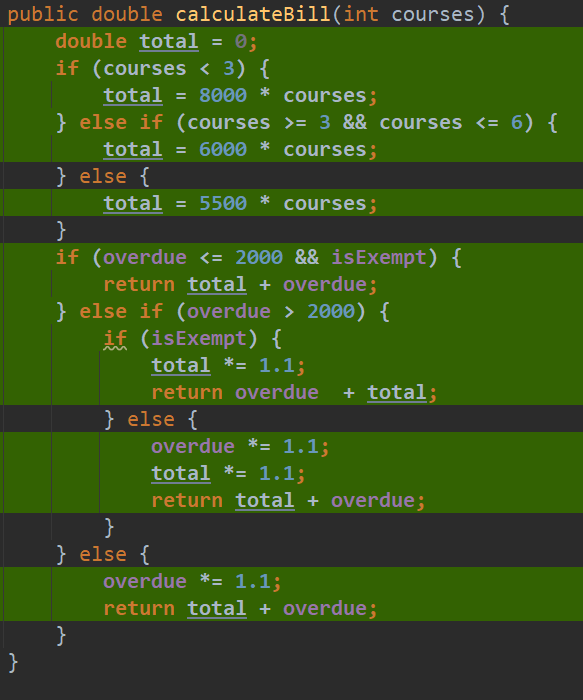 public double calculateBill(int courses) {
    double total = 0;
    if (courses < 3) {
        total = 8000 * courses;
    } else if (courses >= 3 && courses <= 6) {
        total = 6000 * courses;
    } else {
        total = 5500 * courses;
    }
    if (overdue <= 2000 && isExempt) {
        return total + overdue;
    } else if (overdue > 2000) {
        if (isExempt) {
            total *= 1.1;
            return overdue  + total;
        } else {
            overdue *= 1.1;
            total *= 1.1;
            return total + overdue;
        }
    } else {
        overdue *= 1.1;
        return total + overdue;
    }
}